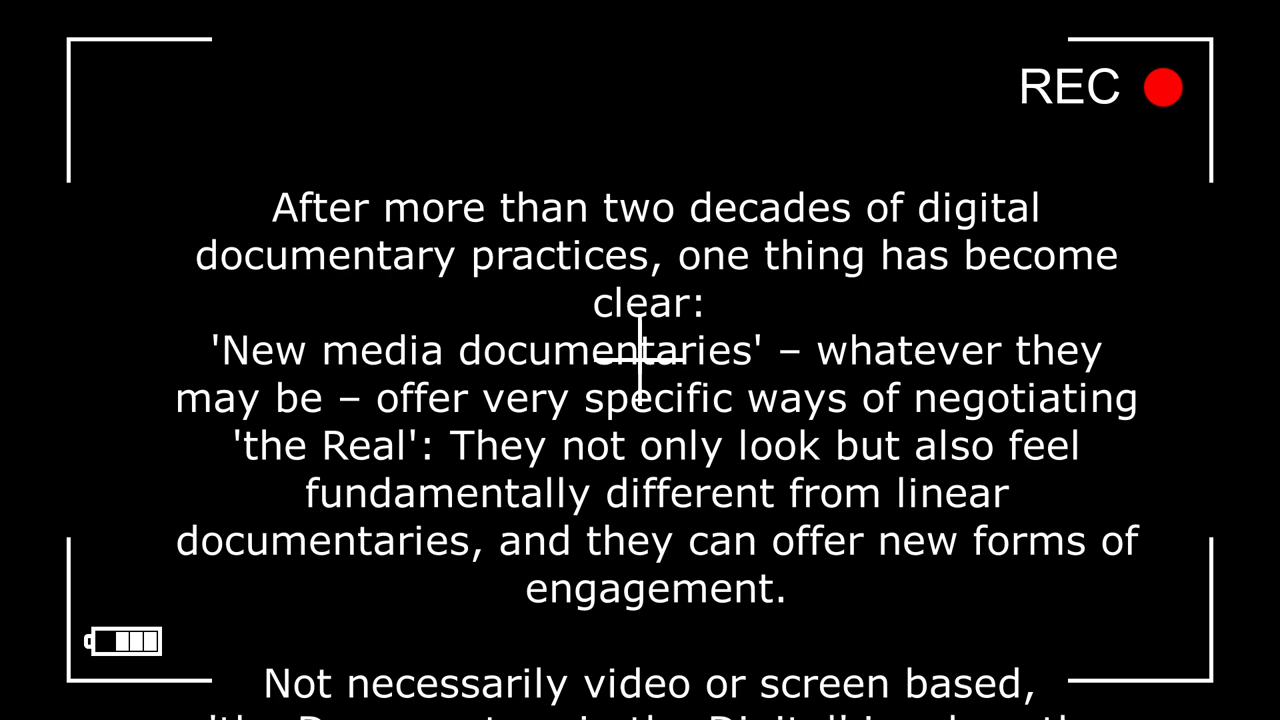 REC
After more than two decades of digital
documentary practices, one thing has become
clear:
'New media documentaries' – whatever they
may be – offer very specific ways of negotiating
'the Real': They not only look but also feel
fundamentally different from linear
documentaries, and they can offer new forms of
engagement.
Not necessarily video or screen based,